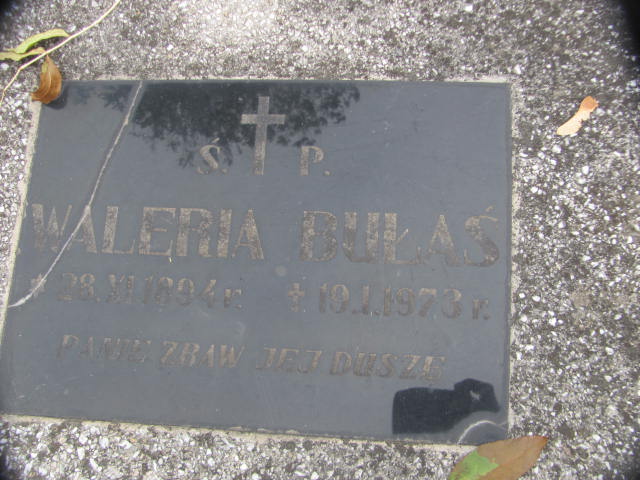 Ś. P.
WALERIA BUŁAŚ
* 28.XI.1894 r. + 19.I.1973 r.
PANIE ZBAW JEJ DUSZĘ